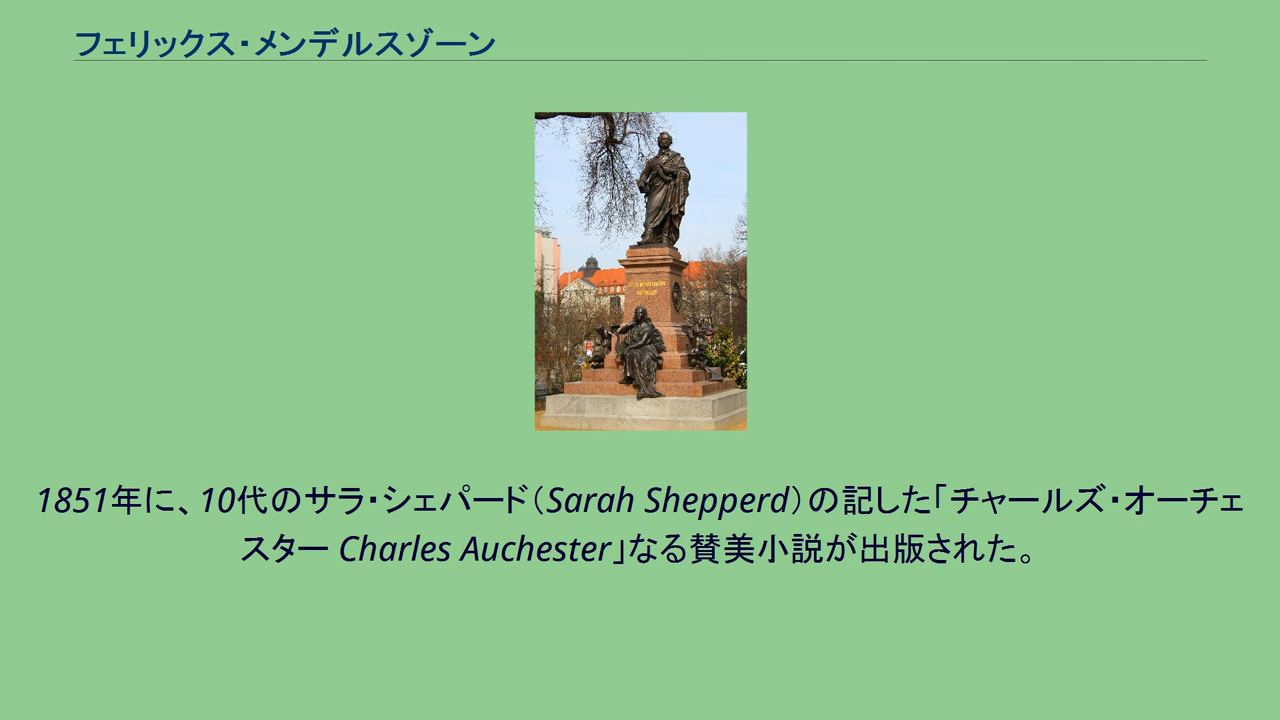 フェリックス・メンデルスゾーン
1851年に、10代のサラ・シェパード（Sarah Shepperd）の記した「チャールズ・オーチェ
スター Charles Auchester」なる賛美小説が出版された。